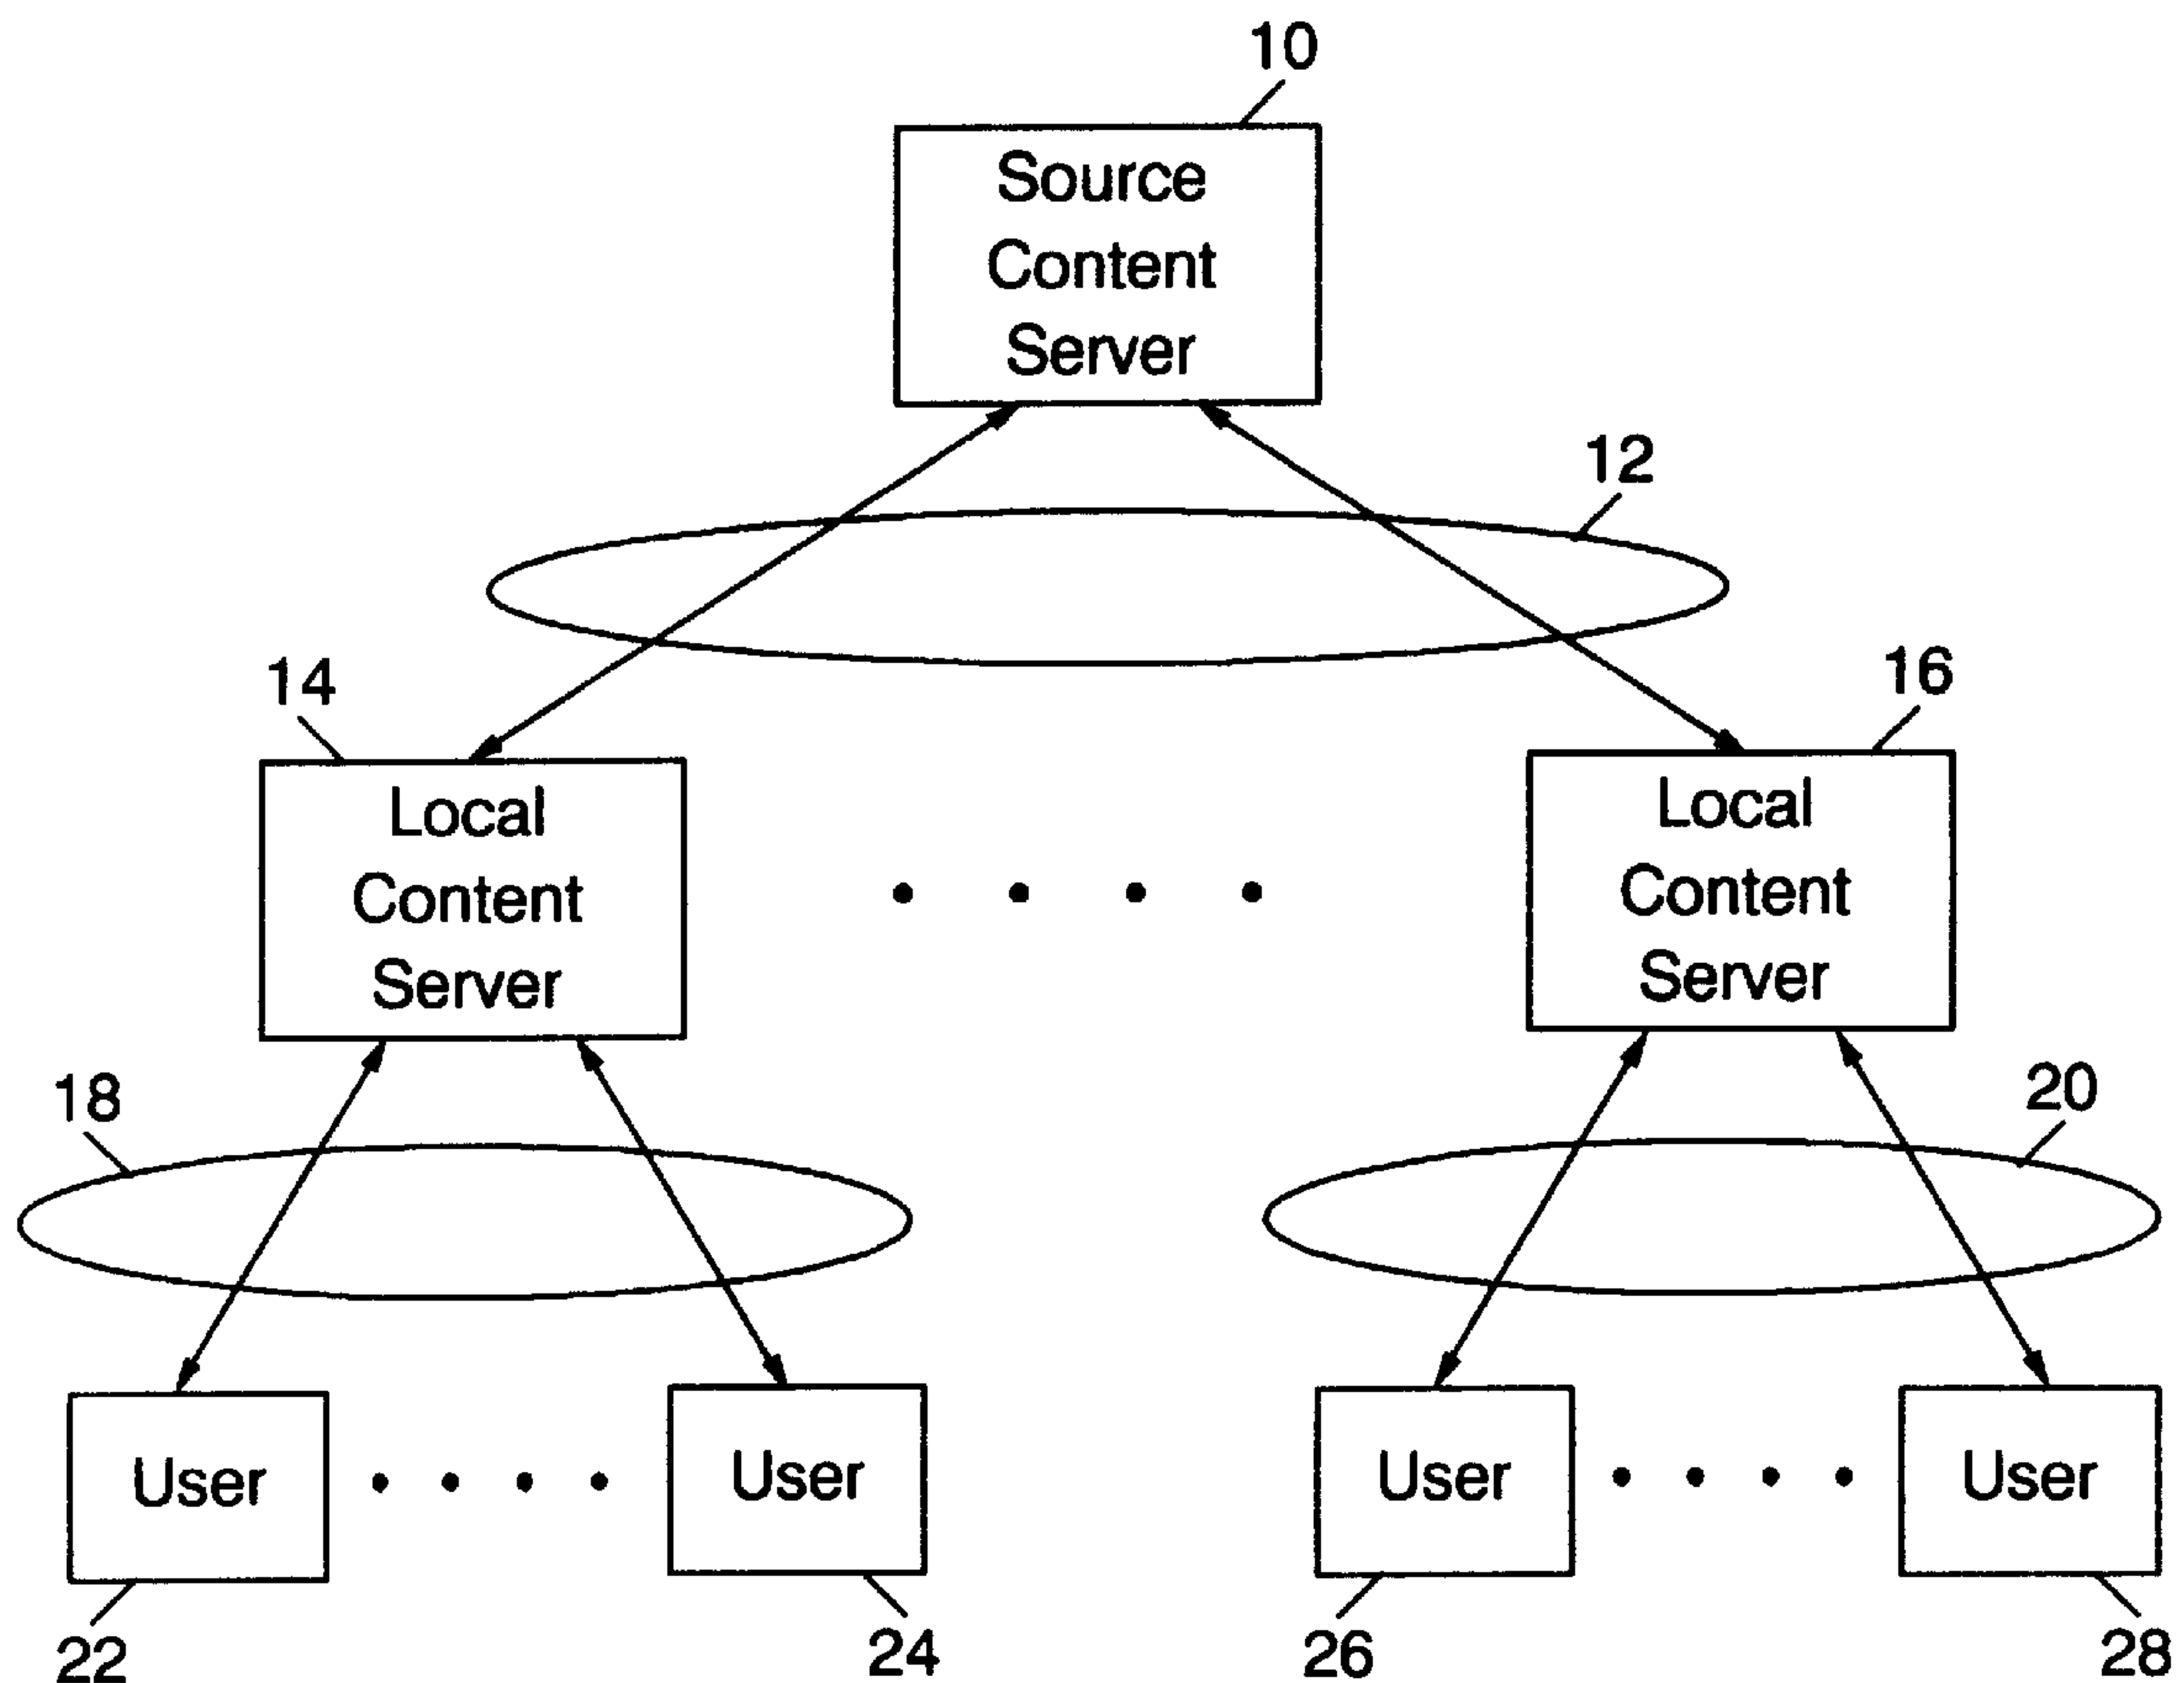 10
Source
Content
Server
12
14
16
Local
Content
Server
Local
Content
Server
18
20
User
User
User
User
22
24
26
28